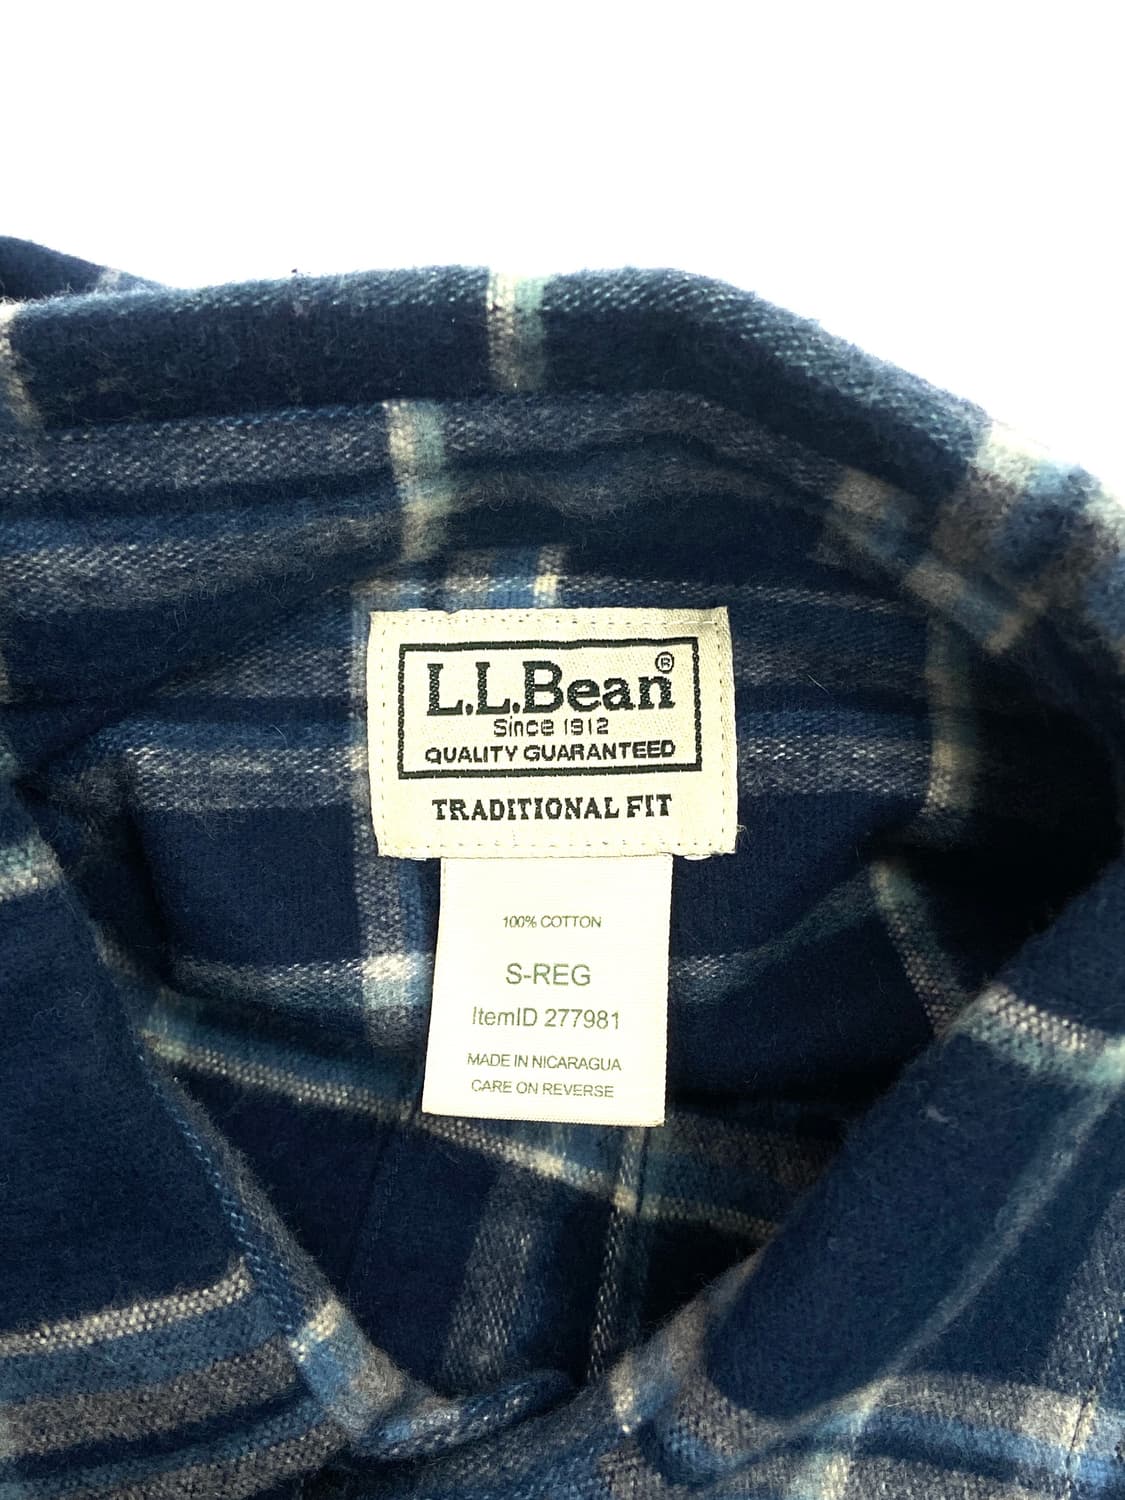 L.L.Bean®
Since 1912
QUALITY GUARANTEED
TRADITIONAL FIT
100% COTTON
S-REG
ItemID 277981
MADE IN NICARAGUA
CARE ON REVERSE